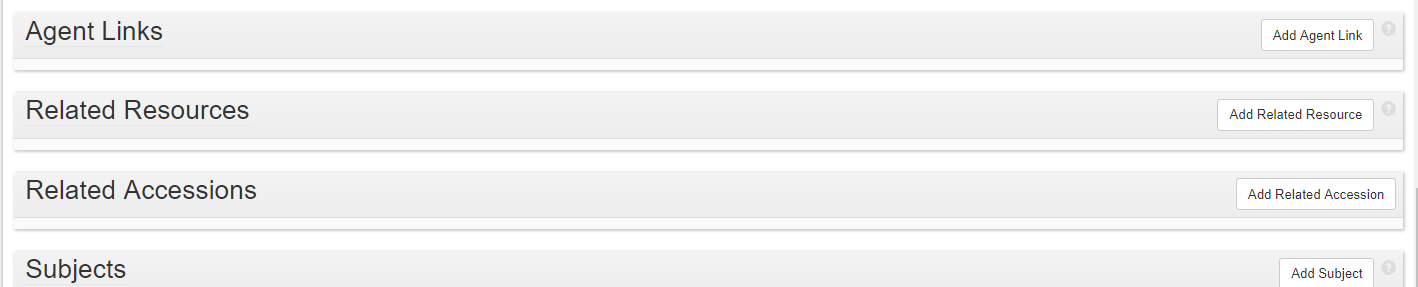 Agent Links
Add Agent Link
?
Related Resources
Add Related Resource
?
Related Accessions
Add Related Accession
Subjects
Add Subject
?